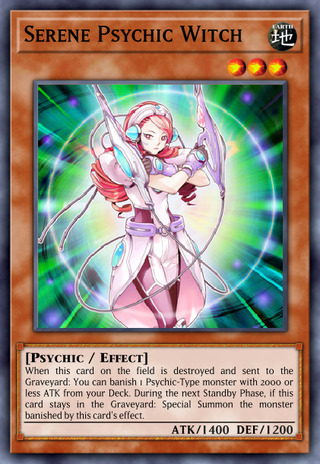 Serene Psychic Witch
EARTH
地
[Psychic / Effect]
When this card on the field is destroyed and sent to the
Graveyard: You can banish 1 Psychic-Type monster with 2000 or
less ATK from your Deck. During the next Standby Phase, if this
card stays in the Graveyard: Special Summon the monster
banished by this card's effect.
ATK/1400 DEF/1200